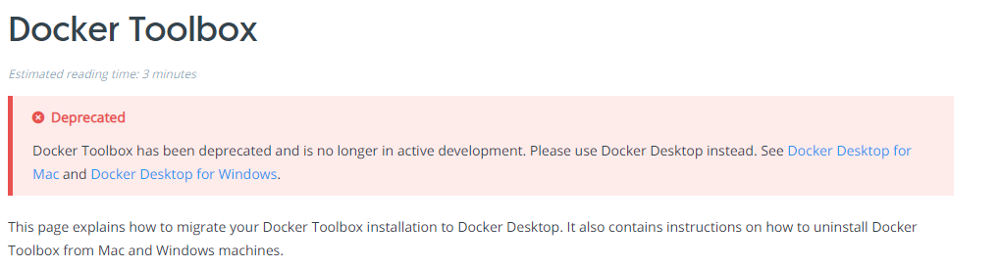 Docker Toolbox
Estimated reading time: 3 minutes
Deprecated
Docker Toolbox has been deprecated and is no longer in active development. Please use Docker Desktop instead. See Docker Desktop for
Mac and Docker Desktop for Windows.
This page explains how to migrate your Docker Toolbox installation to Docker Desktop. It also contains instructions on how to uninstall Docker
Toolbox from Mac and Windows machines.